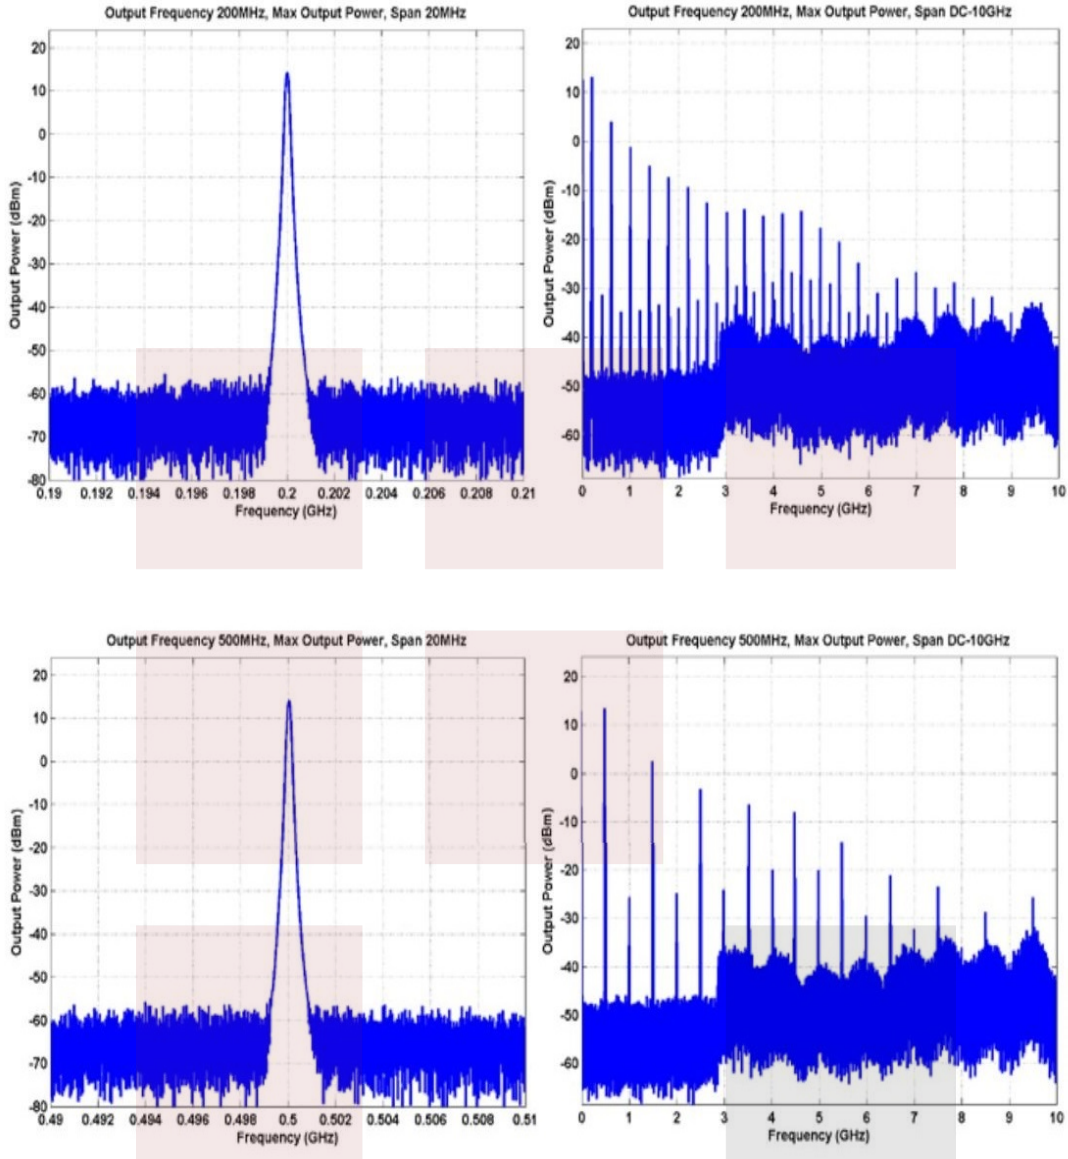 Output Frequency 200MHz, Max Output Power, Span 20MHz
20
10
0
-10
-20
-30
-40
-50
-60
-70
-80
Output Power (dBm)
0.19 0.192 0.194 0.196 0.198 0.2 0.202 0.204 0.206 0.208 0.21
Frequency (GHz)
Output Frequency 200MHz, Max Output Power, Span DC-10GHz
20
10
0
-10
-20
-30
-40
-50
-60
Output Power (dBm)
0 1 2 3 4 5 6 7 8 9 10
Frequency (GHz)
Output Frequency 500MHz, Max Output Power, Span 20MHz
20
10
0
-10
-20
-30
-40
-50
-60
-70
-80
Output Power (dBm)
0.49 0.492 0.494 0.496 0.498 0.5 0.502 0.504 0.506 0.508 0.51
Frequency (GHz)
Output Frequency 500MHz, Max Output Power, Span DC-10GHz
20
10
0
-10
-20
-30
-40
-50
-60
Output Power (dBm)
0 1 2 3 4 5 6 7 8 9 10
Frequency (GHz)